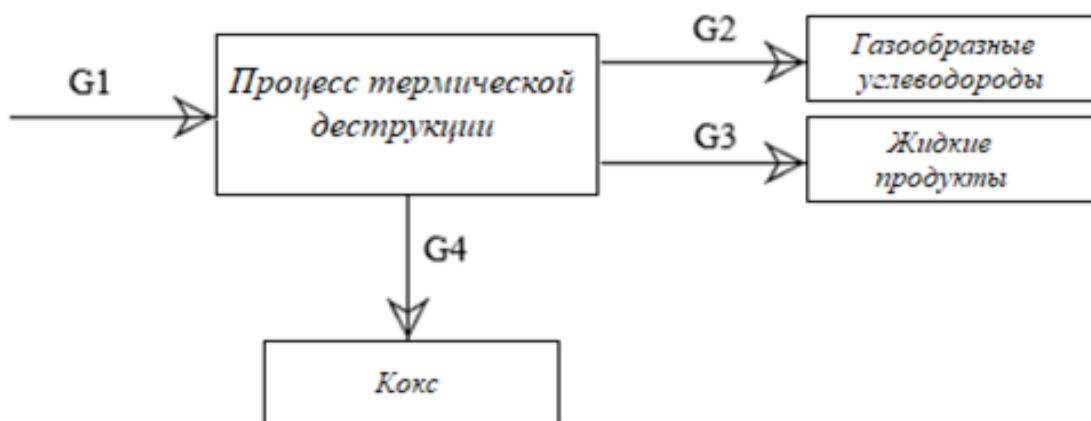 G1
Процесс термической
деструкции
G2
Газообразные
углеводороды
G3
Жидкие
продукты
G4
Кокс